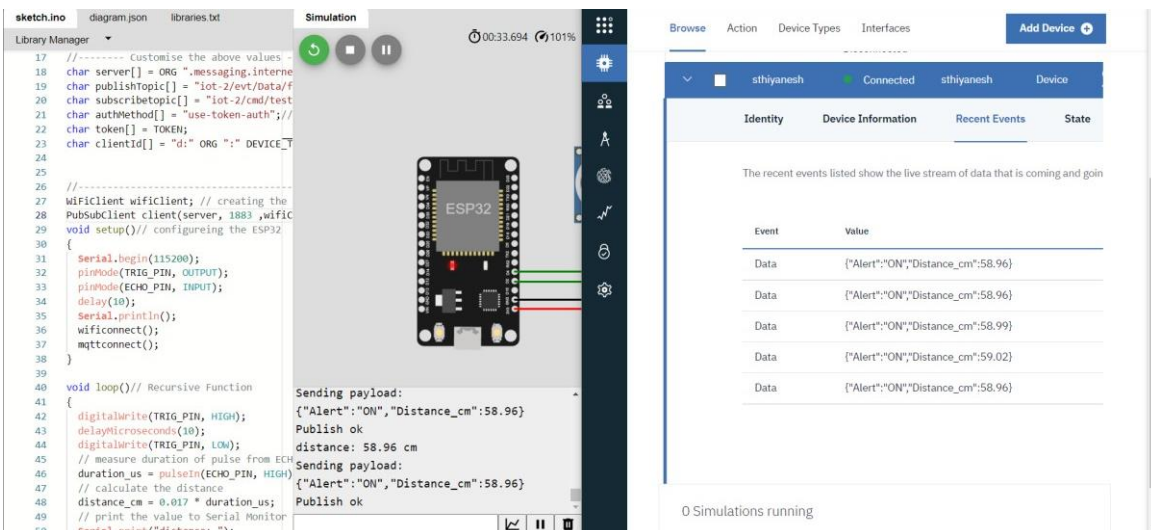 sketch.ino diagram.json libraries.txt
Library Manager
17 //-------- Customise the above values -
18 char server[] = ORG ".messaging.interne
19 char publishTopic[] = "iot-2/evt/Data/f
20 char subscribetopic[] = "iot-2/cmd/test
21 char authMethod[] = "use-token-auth";//
22 char token[] = TOKEN;
23 char clientId[] = "d:" ORG ":" DEVICE_T
24
25
26 //-----------------------------------
27 WiFiClient wifiClient; // creating the
28 PubSubClient client(server, 1883 ,wifiC
29 void setup()// configureing the ESP32
30 {
31 Serial.begin(115200);
32 pinMode(TRIG_PIN, OUTPUT);
33 pinMode(ECHO_PIN, INPUT);
34 delay(10);
35 Serial.println();
36 wificonnect();
37 mqttconnect();
38 }
39
40 void loop()// Recursive Function
41 {
42 digitalWrite(TRIG_PIN, HIGH);
43 delayMicroseconds(10);
44 digitalWrite(TRIG_PIN, LOW);
45 // measure duration of pulse from ECH
46 duration_us = pulseIn(ECHO_PIN, HIGH)
47 // calculate the distance
48 distance_cm = 0.017 * duration_us;
49 // print the value to Serial Monitor
Serial.print("distance: ");
Simulation
00:33.694 101%
ESP32
Sending payload:
{"Alert":"ON","Distance_cm":58.96}
Publish ok
distance: 58.96 cm
Sending payload:
{"Alert":"ON","Distance_cm":58.96}
Publish ok
Browse Action Device Types Interfaces Add Device
Disconnected
sthiyanesh Connected sthiyanesh Device
Identity Device Information Recent Events State
The recent events listed show the live stream of data that is coming and goin
Event Value
Data {"Alert":"ON","Distance_cm":58.96}
Data {"Alert":"ON","Distance_cm":58.96}
Data {"Alert":"ON","Distance_cm":58.99}
Data {"Alert":"ON","Distance_cm":59.02}
Data {"Alert":"ON","Distance_cm":58.96}
0 Simulations running